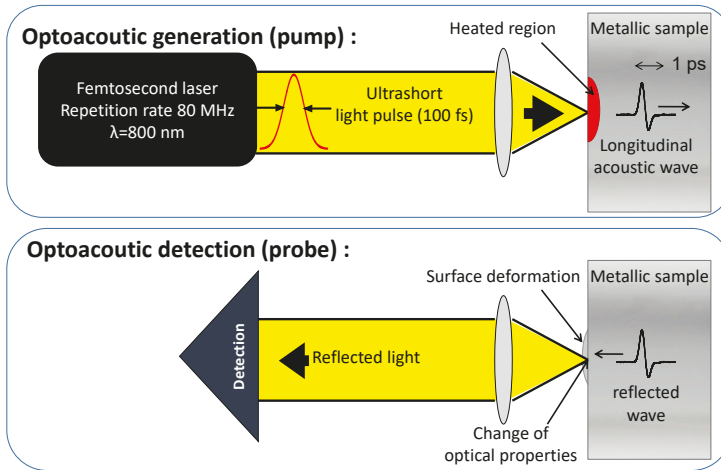 Optoacoutic generation (pump) :
Heated region
Metallic sample
Femtosecond laser
Repetition rate 80 MHz
λ=800 nm
Ultrashort
light pulse (100 fs)
1 ps
Longitudinal
acoustic wave
Optoacoutic detection (probe) :
Surface deformation
Metallic sample
Detection
Reflected light
reflected
wave
Change of
optical properties